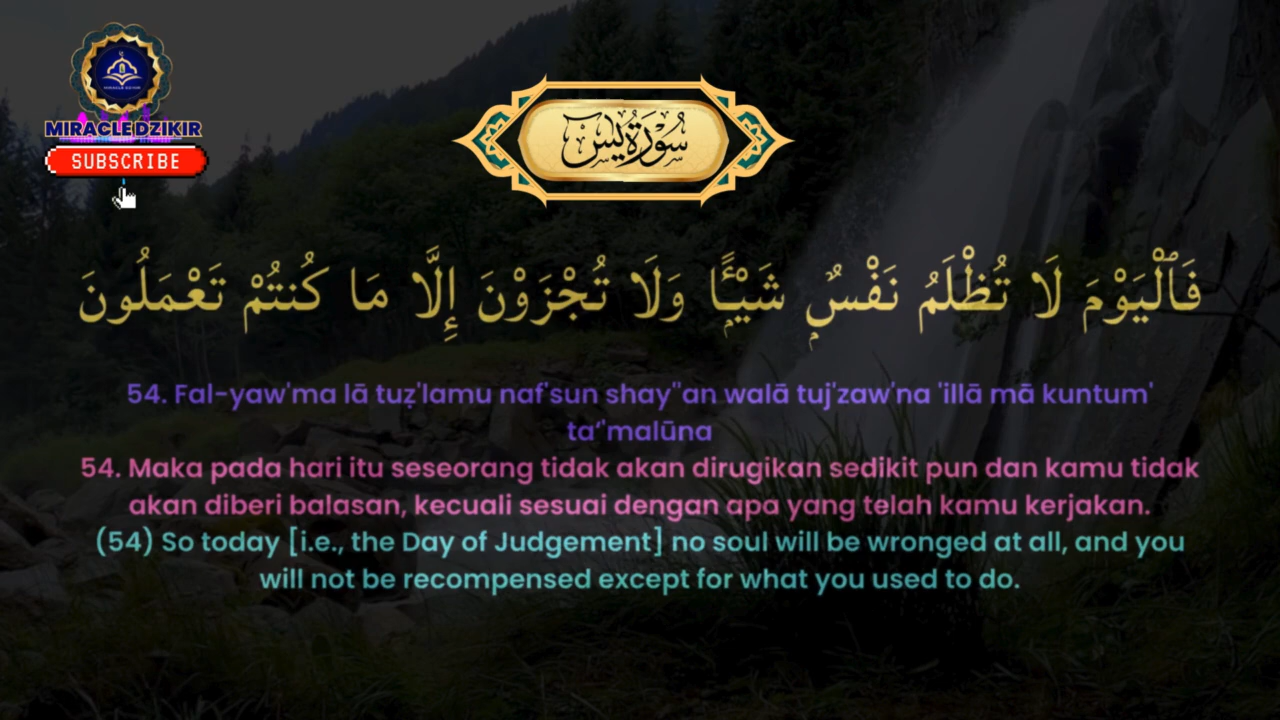 MIRACLE DZIKIR
SUBSCRIBE
سُورَةُ يٰسٓ
فَٱلْيَوْمَ لَا تُظْلَمُ نَفْسٌ شَيْـًٔا وَلَا تُجْزَوْنَ إِلَّا مَا كُنتُمْ تَعْمَلُونَ
54. Fal-yaw'ma lā tuẓ'lamu naf'sun shay''an walā tuj'zaw'na 'illā mā kuntum'
ta‘'malūna
54. Maka pada hari itu seseorang tidak akan dirugikan sedikit pun dan kamu tidak
akan diberi balasan, kecuali sesuai dengan apa yang telah kamu kerjakan.
(54) So today [i.e., the Day of Judgement] no soul will be wronged at all, and you
will not be recompensed except for what you used to do.